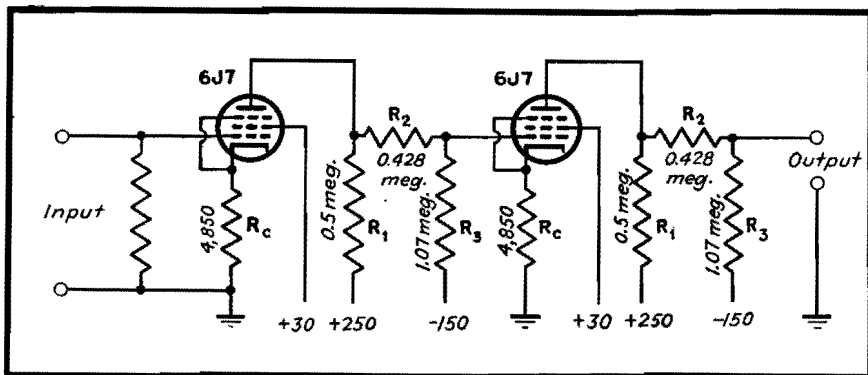 6J7
6J7
R2
R2
0.428
meg.
0.428
meg.
Input
4,850
Rc
0.5 meg.
R1
1.07 meg.
R3
4,850
Rc
0.5 meg.
R1
1.07 meg.
R3
Output
+30
+250
-150
+30
+250
-150